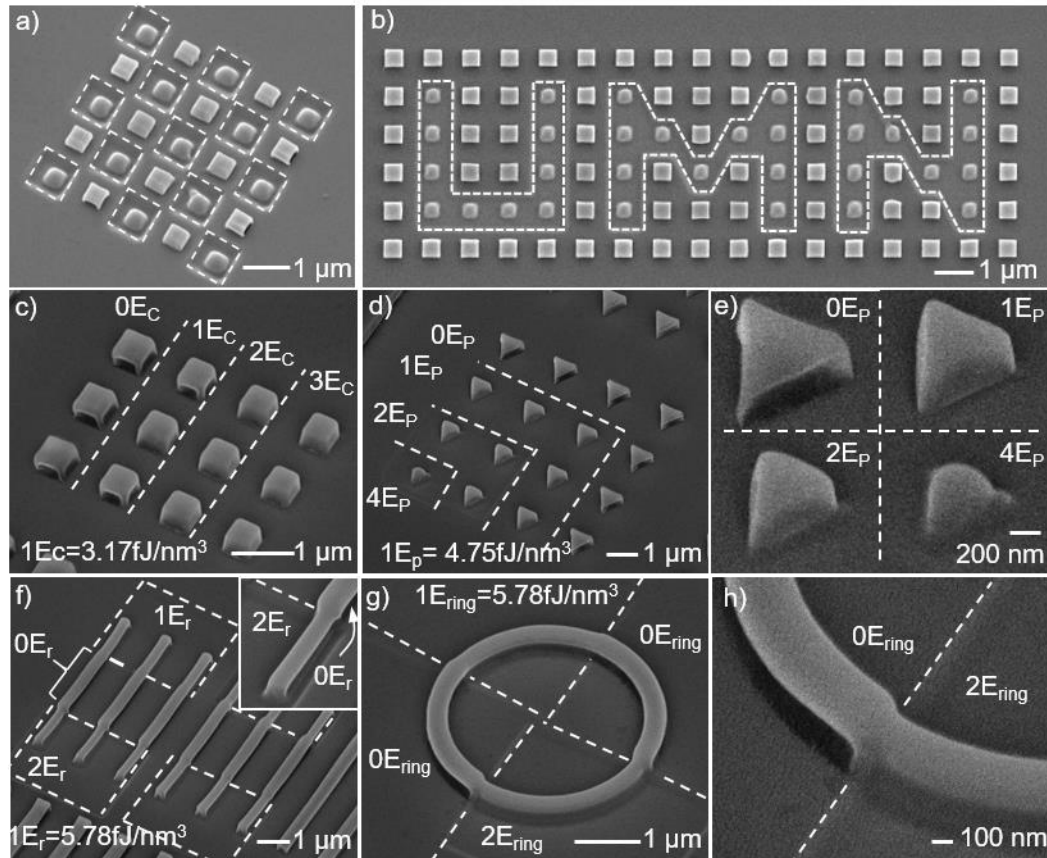 a)
1 µm
b)
UMN
1 µm
c)
0E_C
1E_C
2E_C
3E_C
1Ec=3.17fJ/nm³
1 µm
d)
0E_P
1E_P
2E_P
4E_P
1E_p= 4.75fJ/nm³
1 µm
e)
0E_P
1E_P
2E_P
4E_P
200 nm
f)
1E_r
0E_r
2E_r
2E_r
0E_r
1E_r=5.78fJ/nm³
1 µm
g)
1E_ring=5.78fJ/nm³
0E_ring
0E_ring
2E_ring
1 µm
h)
0E_ring
2E_ring
100 nm